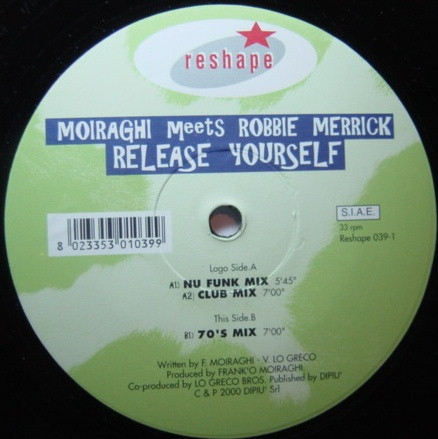 reshape
MOIRAGHI Meets ROBBIE MERRICK
RELEASE YOURSELF
8 023353 010399
S.I.A.E.
33 rpm
Reshape 039-1
Logo Side.A
A1) NU FUNK MIX 5'45"
A2) CLUB MIX 7'00"
This Side.B
B1) 70'S MIX 7'00"
Written by F. MOIRAGHI - V. LO GRECO
Produced by FRANK'O MOIRAGHI
Co-produced by LO GRECO BROS. Published by DIPIU'
C & P 2000 DIPIU' Srl